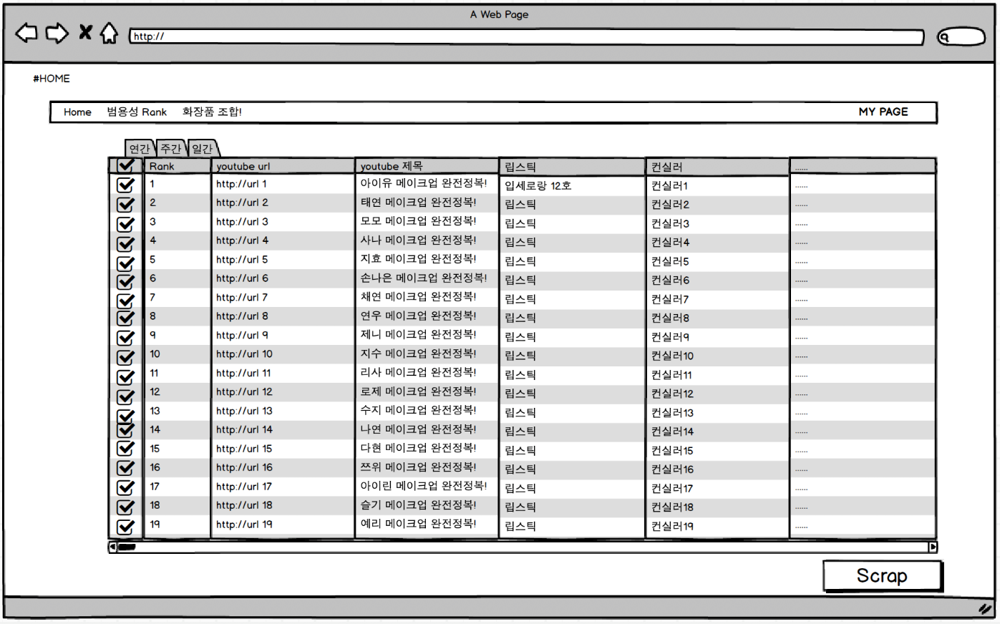 A Web Page
http://
#HOME
Home 범용성 Rank 화장품 조합! MY PAGE
연간 주간 일간
Rank youtube url youtube 제목 립스틱 컨실러 ......
1 http://url 1 아이유 메이크업 완전정복! 입세로랑 12호 컨실러1 ......
2 http://url 2 태연 메이크업 완전정복! 립스틱 컨실러2 ......
3 http://url 3 모모 메이크업 완전정복! 립스틱 컨실러3 ......
4 http://url 4 사나 메이크업 완전정복! 립스틱 컨실러4 ......
5 http://url 5 지효 메이크업 완전정복! 립스틱 컨실러5 ......
6 http://url 6 손나은 메이크업 완전정복! 립스틱 컨실러6 ......
7 http://url 7 채연 메이크업 완전정복! 립스틱 컨실러7 ......
8 http://url 8 연우 메이크업 완전정복! 립스틱 컨실러8 ......
9 http://url 9 제니 메이크업 완전정복! 립스틱 컨실러9 ......
10 http://url 10 지수 메이크업 완전정복! 립스틱 컨실러10 ......
11 http://url 11 리사 메이크업 완전정복! 립스틱 컨실러11 ......
12 http://url 12 로제 메이크업 완전정복! 립스틱 컨실러12 ......
13 http://url 13 수지 메이크업 완전정복! 립스틱 컨실러13 ......
14 http://url 14 나연 메이크업 완전정복! 립스틱 컨실러14 ......
15 http://url 15 다현 메이크업 완전정복! 립스틱 컨실러15 ......
16 http://url 16 쯔위 메이크업 완전정복! 립스틱 컨실러16 ......
17 http://url 17 아이린 메이크업 완전정복! 립스틱 컨실러17 ......
18 http://url 18 슬기 메이크업 완전정복! 립스틱 컨실러18 ......
19 http://url 19 예리 메이크업 완전정복! 립스틱 컨실러19 ......
Scrap